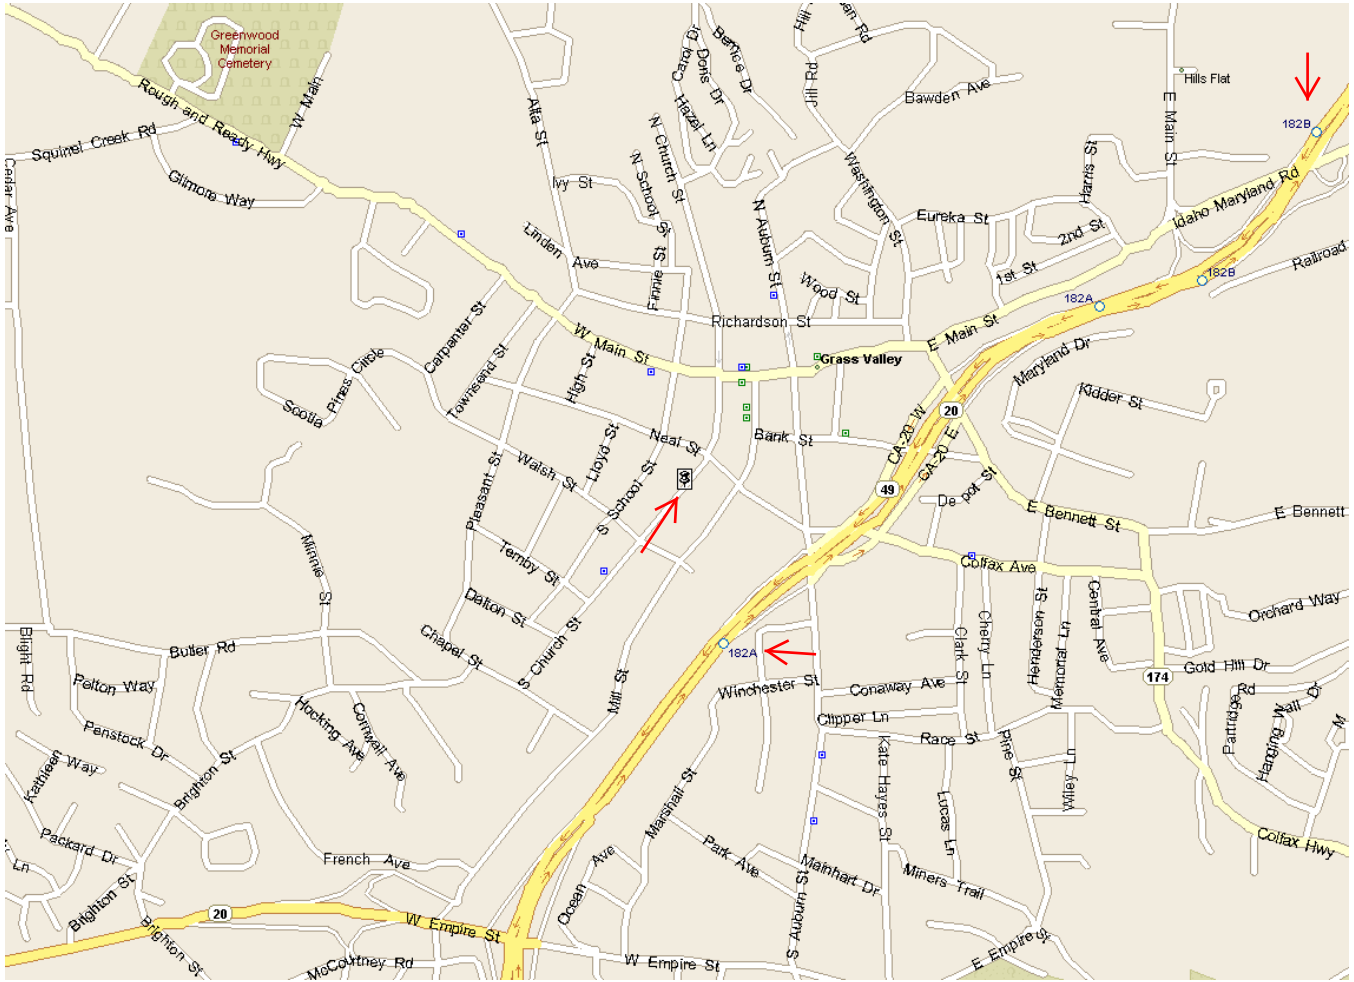 Greenwood
Memorial
Cemetery
Rough and Ready Hwy
W Main
Squirrel Creek Rd
Gilmore Way
Cedar Ave
Alta St
Ivy St
Linden Ave
N School St
N Church St
Finnie St
Carol Dr
Doris Dr
Bernice Dr
Hazel Ln
N Auburn St
Jill Rd
Hill
an Rd
Bawden Ave
Washington St
Eureka St
Harris St
2nd St
1st St
E Main St
Hills Flat
182B
Idaho Maryland Rd
Railroad
182B
182A
Wood St
Richardson St
E Main St
Grass Valley
W Main St
Maryland Dr
Kidder St
Carpenter St
Townsend St
High St
Pines Circle
Scotia
Neal St
Lloyd St
Walsh St
Bank St
CA-20 W
CA-20 E
20
49
Depot St
E Bennett St
E Bennett
Pleasant St
S School St
Temby St
Dalton St
Chapel St
S Church St
Mill St
Minnie St
Colfax Ave
Clark St
Cherry Ln
Henderson St
Memorial Ln
Central Ave
Orchard Way
Gold Hill Dr
174
Partridge Rd
Hanging Wall Dr
M
182A
Winchester St
Conaway Ave
Clipper Ln
Race St
Pine St
Wiley Ln
Kate Hayes St
Lucas Ln
Butler Rd
Blight Rd
Pelton Way
Penstock Dr
Hocking Ave
Cornwall Ave
Brighton St
Kathleen Way
S
Packard Dr
Ln
Brighton St
Brighton St
French Ave
20
W Empire St
McCourtney Rd
W Empire St
Ocean Ave
Marshall St
Park Ave
Mainhart Dr
S Auburn St
Miners Trail
E Empire St
Colfax Hwy